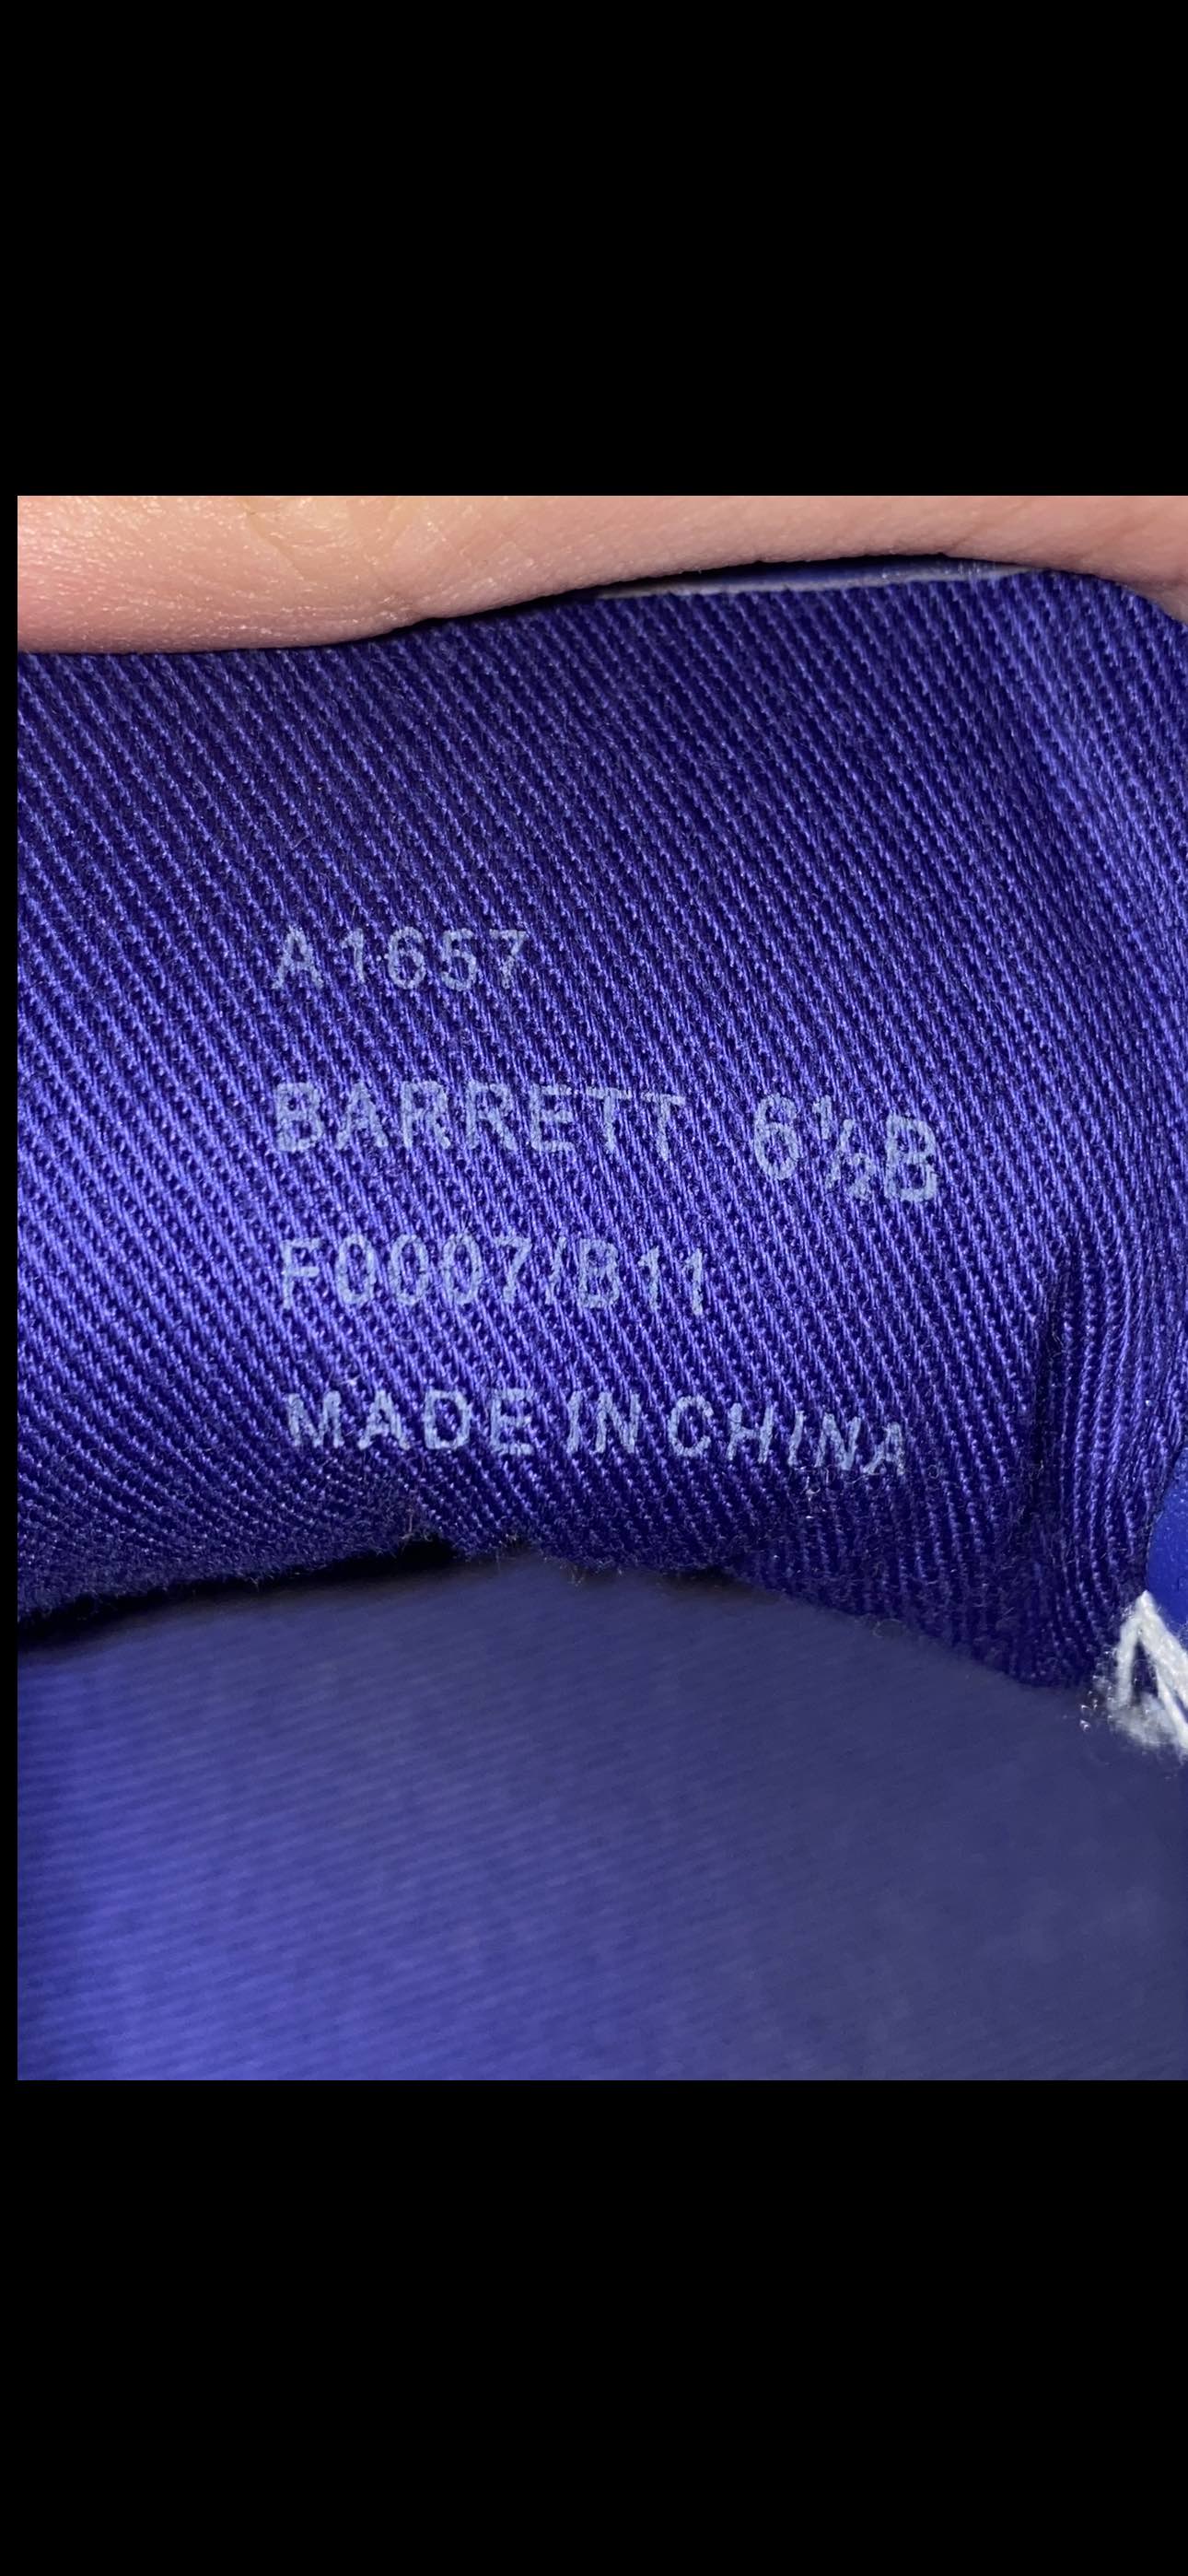 A1657
BARRETT 6½B
F0007/B11
MADE IN CHINA